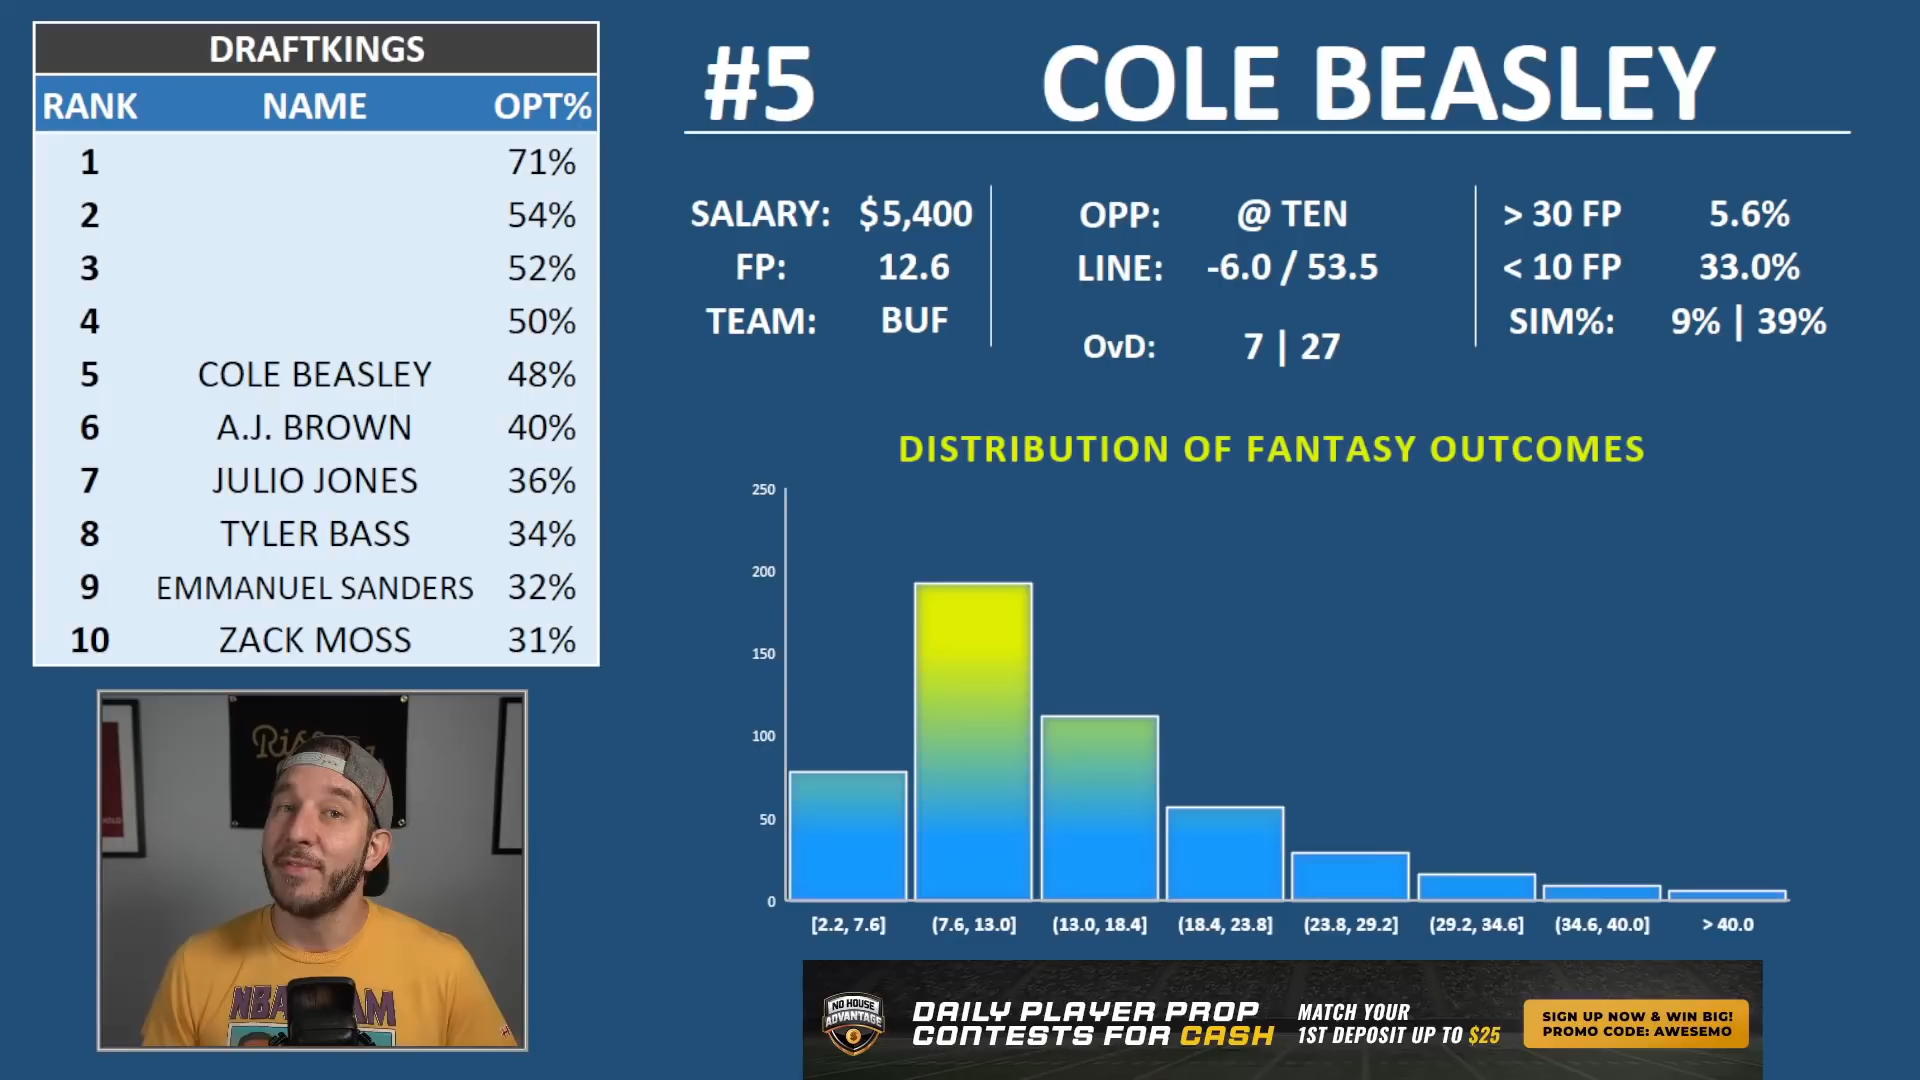 DRAFTKINGS
RANK NAME OPT%
1 71%
2 54%
3 52%
4 50%
5 COLE BEASLEY 48%
6 A.J. BROWN 40%
7 JULIO JONES 36%
8 TYLER BASS 34%
9 EMMANUEL SANDERS 32%
10 ZACK MOSS 31%
#5 COLE BEASLEY
SALARY: $5,400
FP: 12.6
TEAM: BUF
OPP: @ TEN
LINE: -6.0 / 53.5
OvD: 7 | 27
> 30 FP 5.6%
< 10 FP 33.0%
SIM%: 9% | 39%
DISTRIBUTION OF FANTASY OUTCOMES
250
200
150
100
50
0
[2.2, 7.6] (7.6, 13.0] (13.0, 18.4] (18.4, 23.8] (23.8, 29.2] (29.2, 34.6] (34.6, 40.0] > 40.0
NO HOUSE
ADVANTAGE
DAILY PLAYER PROP
CONTESTS FOR CASH
MATCH YOUR
1ST DEPOSIT UP TO $25
SIGN UP NOW & WIN BIG!
PROMO CODE: AWESEMO
NBA